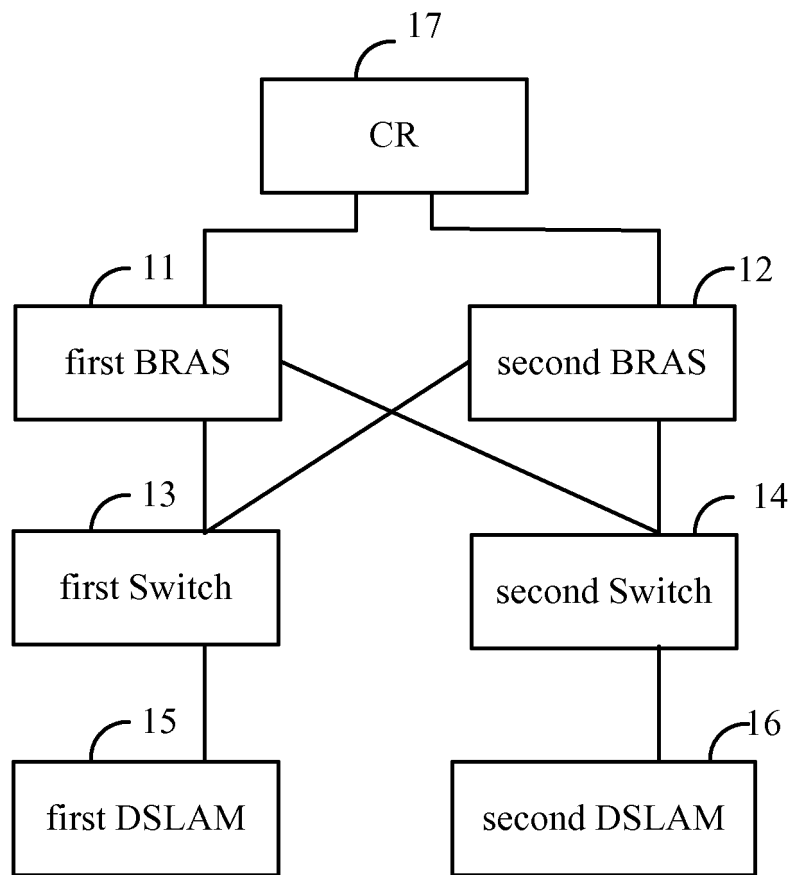 17
CR
11
12
first BRAS
second BRAS
13
14
first Switch
second Switch
15
16
first DSLAM
second DSLAM